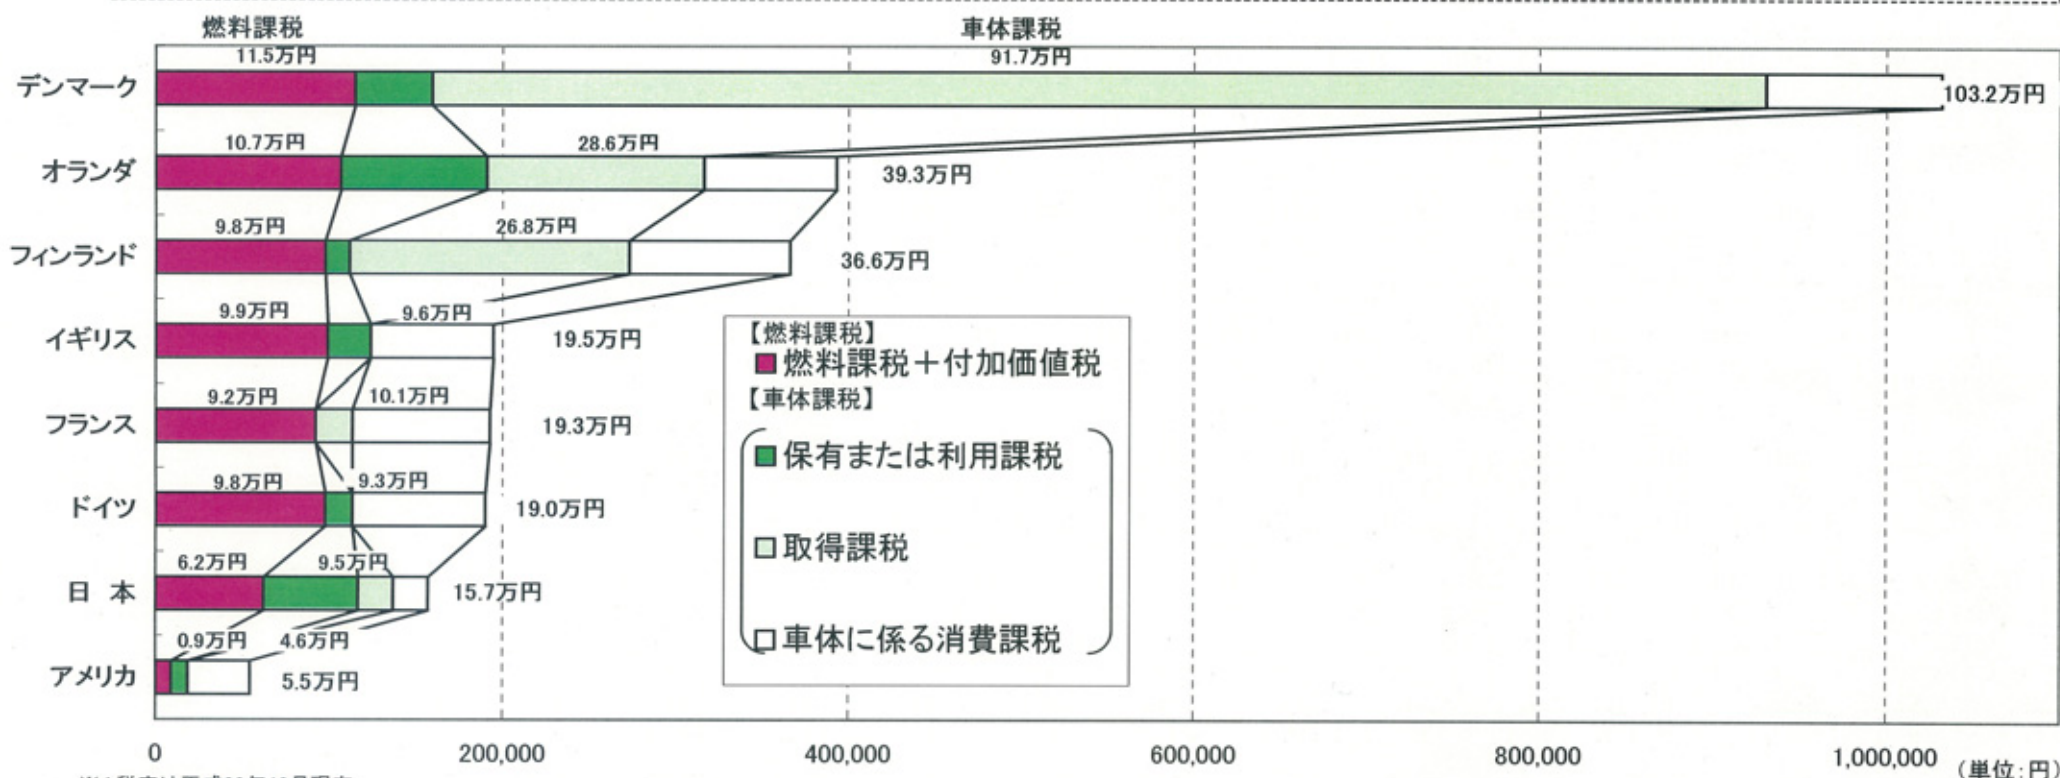 燃料課税 車体課税
11.5万円 91.7万円
デンマーク 103.2万円
10.7万円 28.6万円
オランダ 39.3万円
9.8万円 26.8万円
フィンランド 36.6万円
9.9万円 9.6万円
イギリス 19.5万円
9.2万円 10.1万円
フランス 19.3万円
9.8万円 9.3万円
ドイツ 19.0万円
6.2万円 9.5万円
日 本 15.7万円
0.9万円 4.6万円
アメリカ 5.5万円
【燃料課税】
燃料課税＋付加価値税
【車体課税】
保有または利用課税
取得課税
車体に係る消費課税
0 200,000 400,000 600,000 800,000 1,000,000 (単位:円)